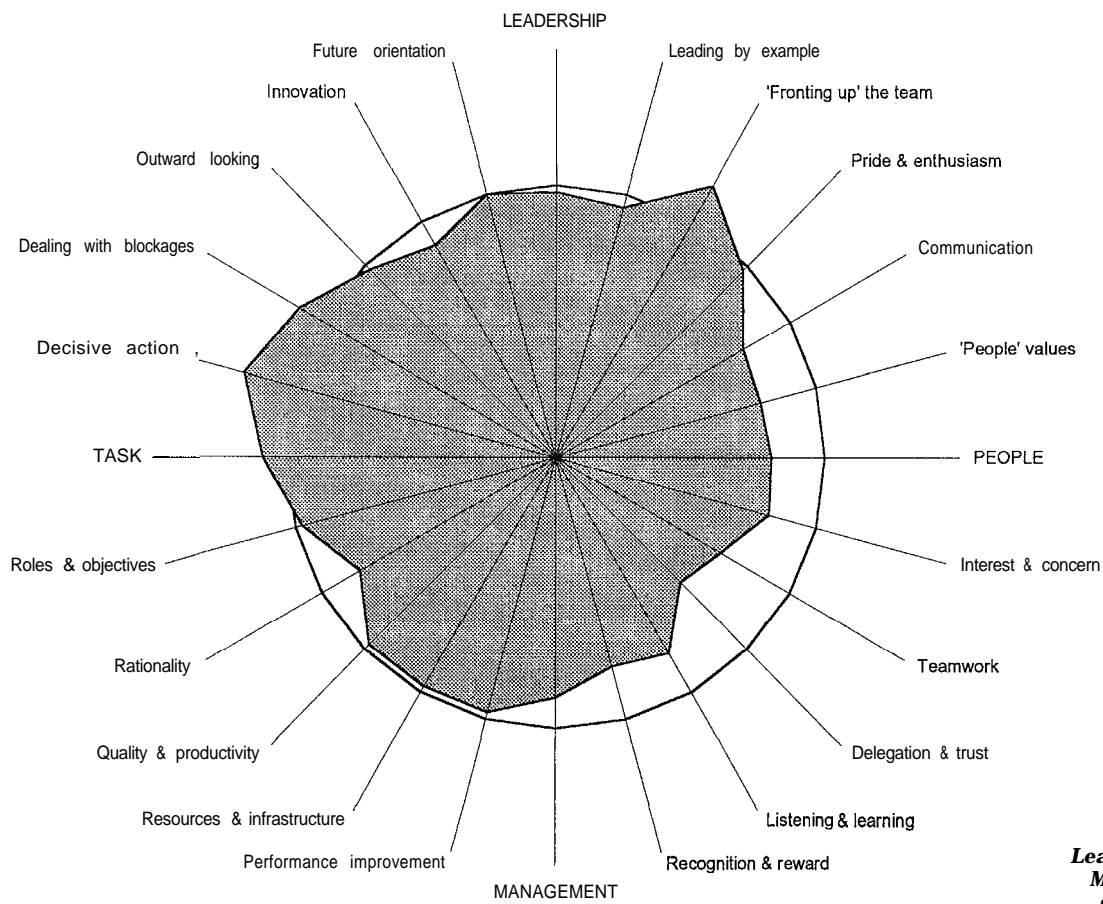 LEADERSHIP
Future orientation
Leading by example
Innovation
'Fronting up' the team
Outward looking
Pride & enthusiasm
Dealing with blockages
Communication
Decisive action ,
'People' values
TASK
PEOPLE
Roles & objectives
Interest & concern
Rationality
Teamwork
Quality & productivity
Delegation & trust
Resources & infrastructure
Listening & learning
Performance improvement
Recognition & reward
MANAGEMENT
Lea
M